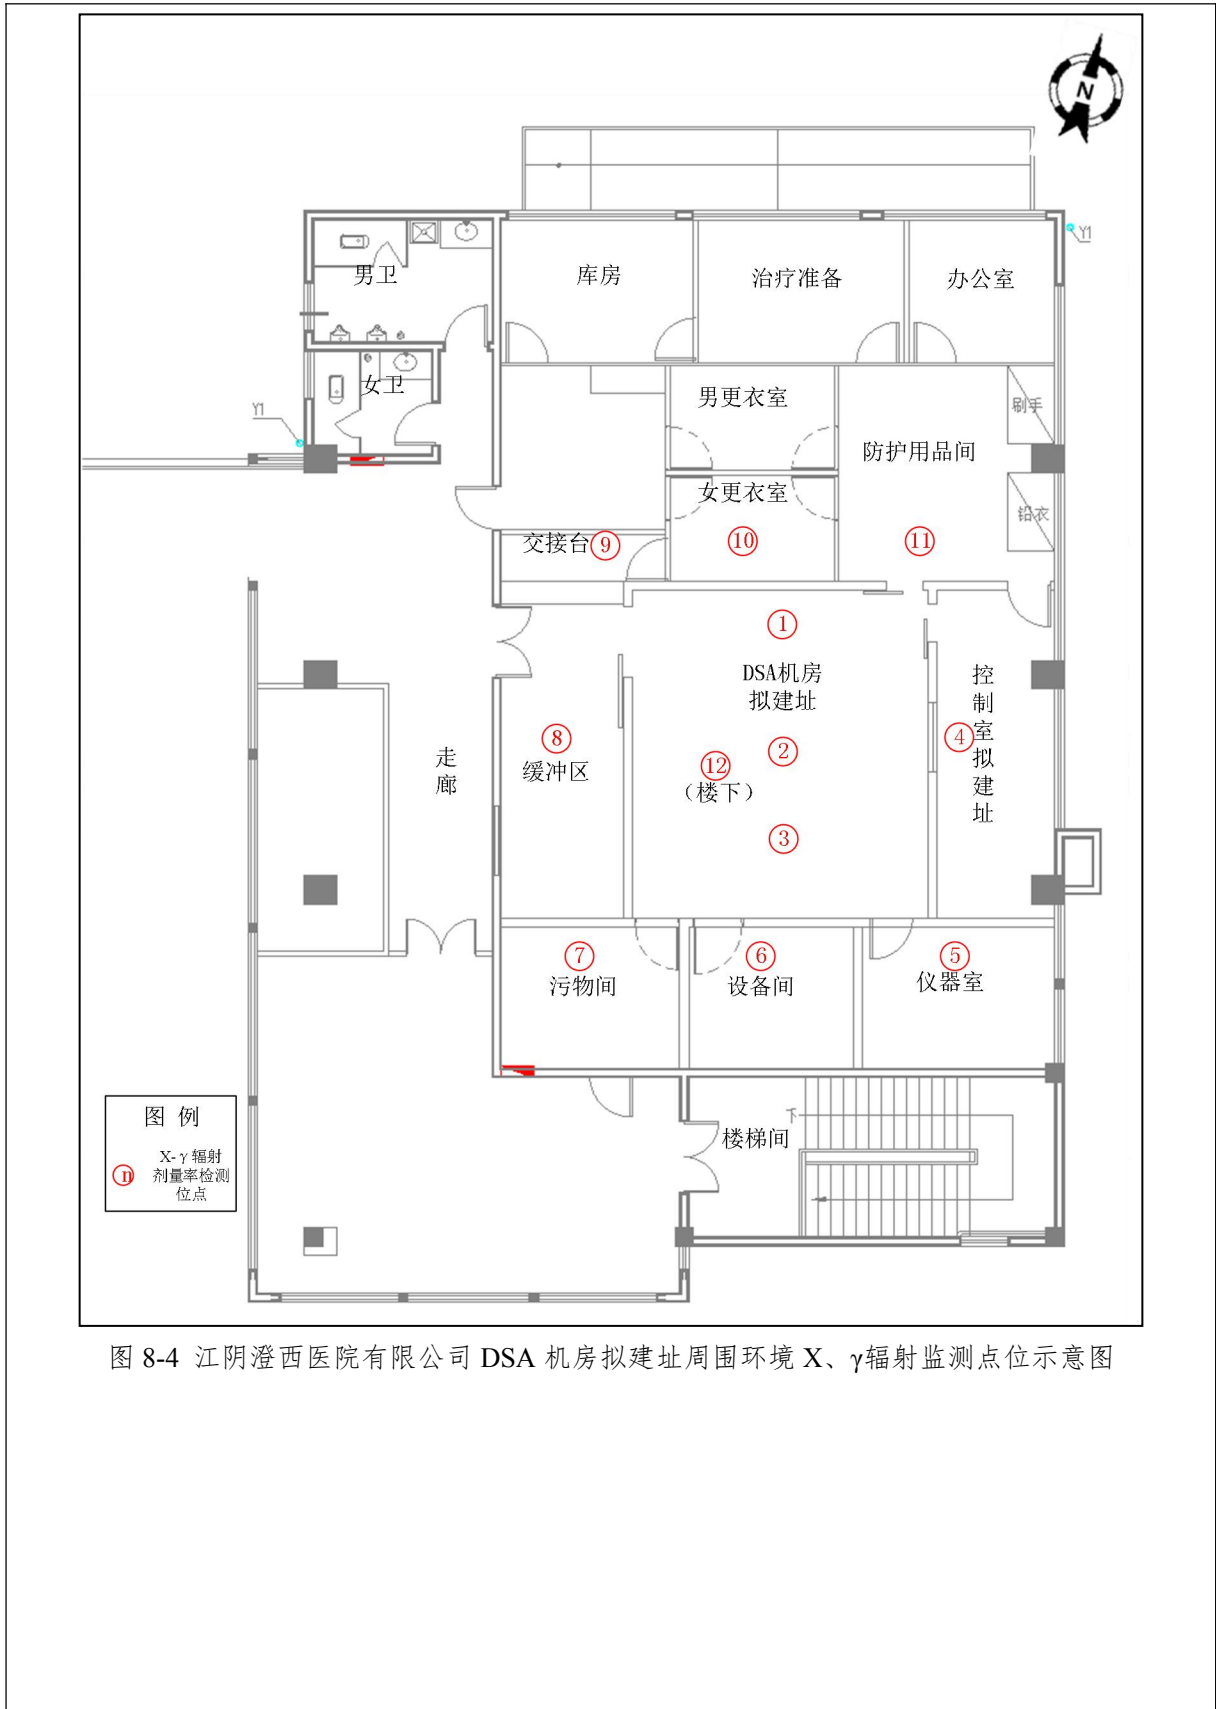 N
Y1
男卫
库房
治疗准备
办公室
女卫
男更衣室
刷手
Y1
防护用品间
女更衣室
铅衣
交接台⑨
⑩
⑪
①
DSA机房
拟建址
控制室拟建址
④
走廊
⑧
缓冲区
②
⑫
（楼下）
③
⑦
污物间
⑥
设备间
⑤
仪器室
图 例
n
X-γ辐射
剂量率检测
位点
楼梯间
下
图 8-4 江阴澄西医院有限公司 DSA 机房拟建址周围环境 X、γ辐射监测点位示意图